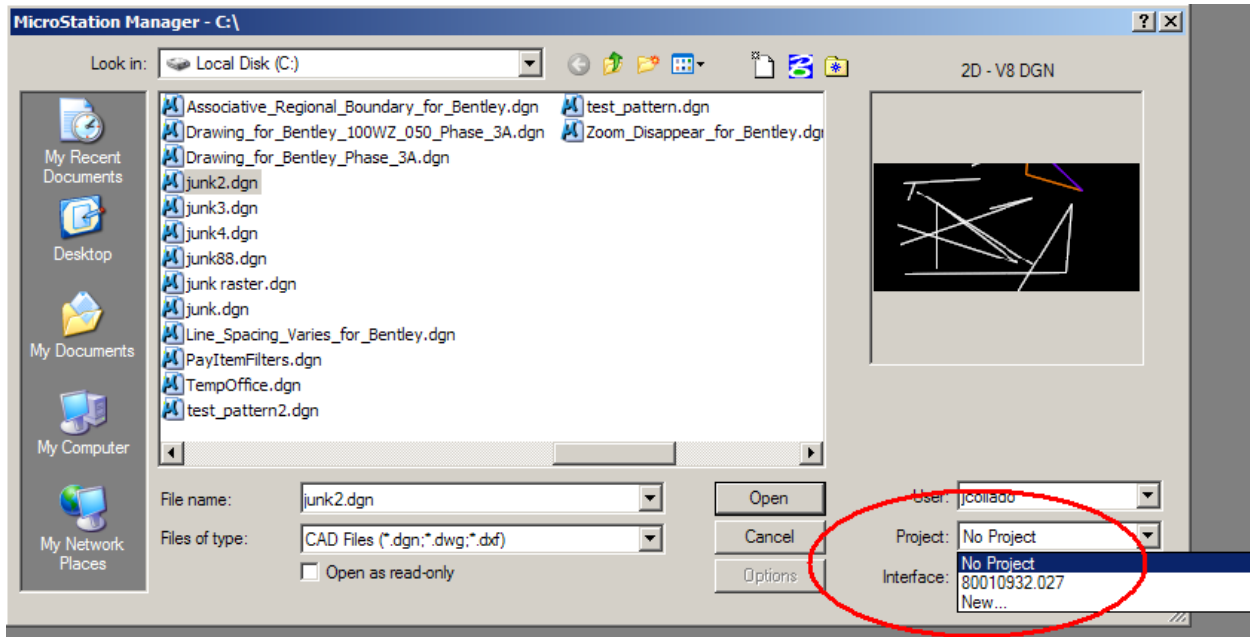 MicroStation Manager - C:\
Look in:
Local Disk (C:)
2D - V8 DGN
My Recent
Documents
Desktop
My Documents
My Computer
My Network
Places
Associative_Regional_Boundary_for_Bentley.dgn
Drawing_for_Bentley_100WZ_050_Phase_3A.dgn
Drawing_for_Bentley_Phase_3A.dgn
junk2.dgn
junk3.dgn
junk4.dgn
junk88.dgn
junk raster.dgn
junk.dgn
Line_Spacing_Varies_for_Bentley.dgn
PayItemFilters.dgn
TempOffice.dgn
test_pattern2.dgn
test_pattern.dgn
Zoom_Disappear_for_Bentley.dgn
File name:
junk2.dgn
Open
User:
jcollado
Files of type:
CAD Files (*.dgn;*.dwg;*.dxf)
Cancel
Project:
No Project
Open as read-only
Options
Interface:
No Project
80010932.027
New...